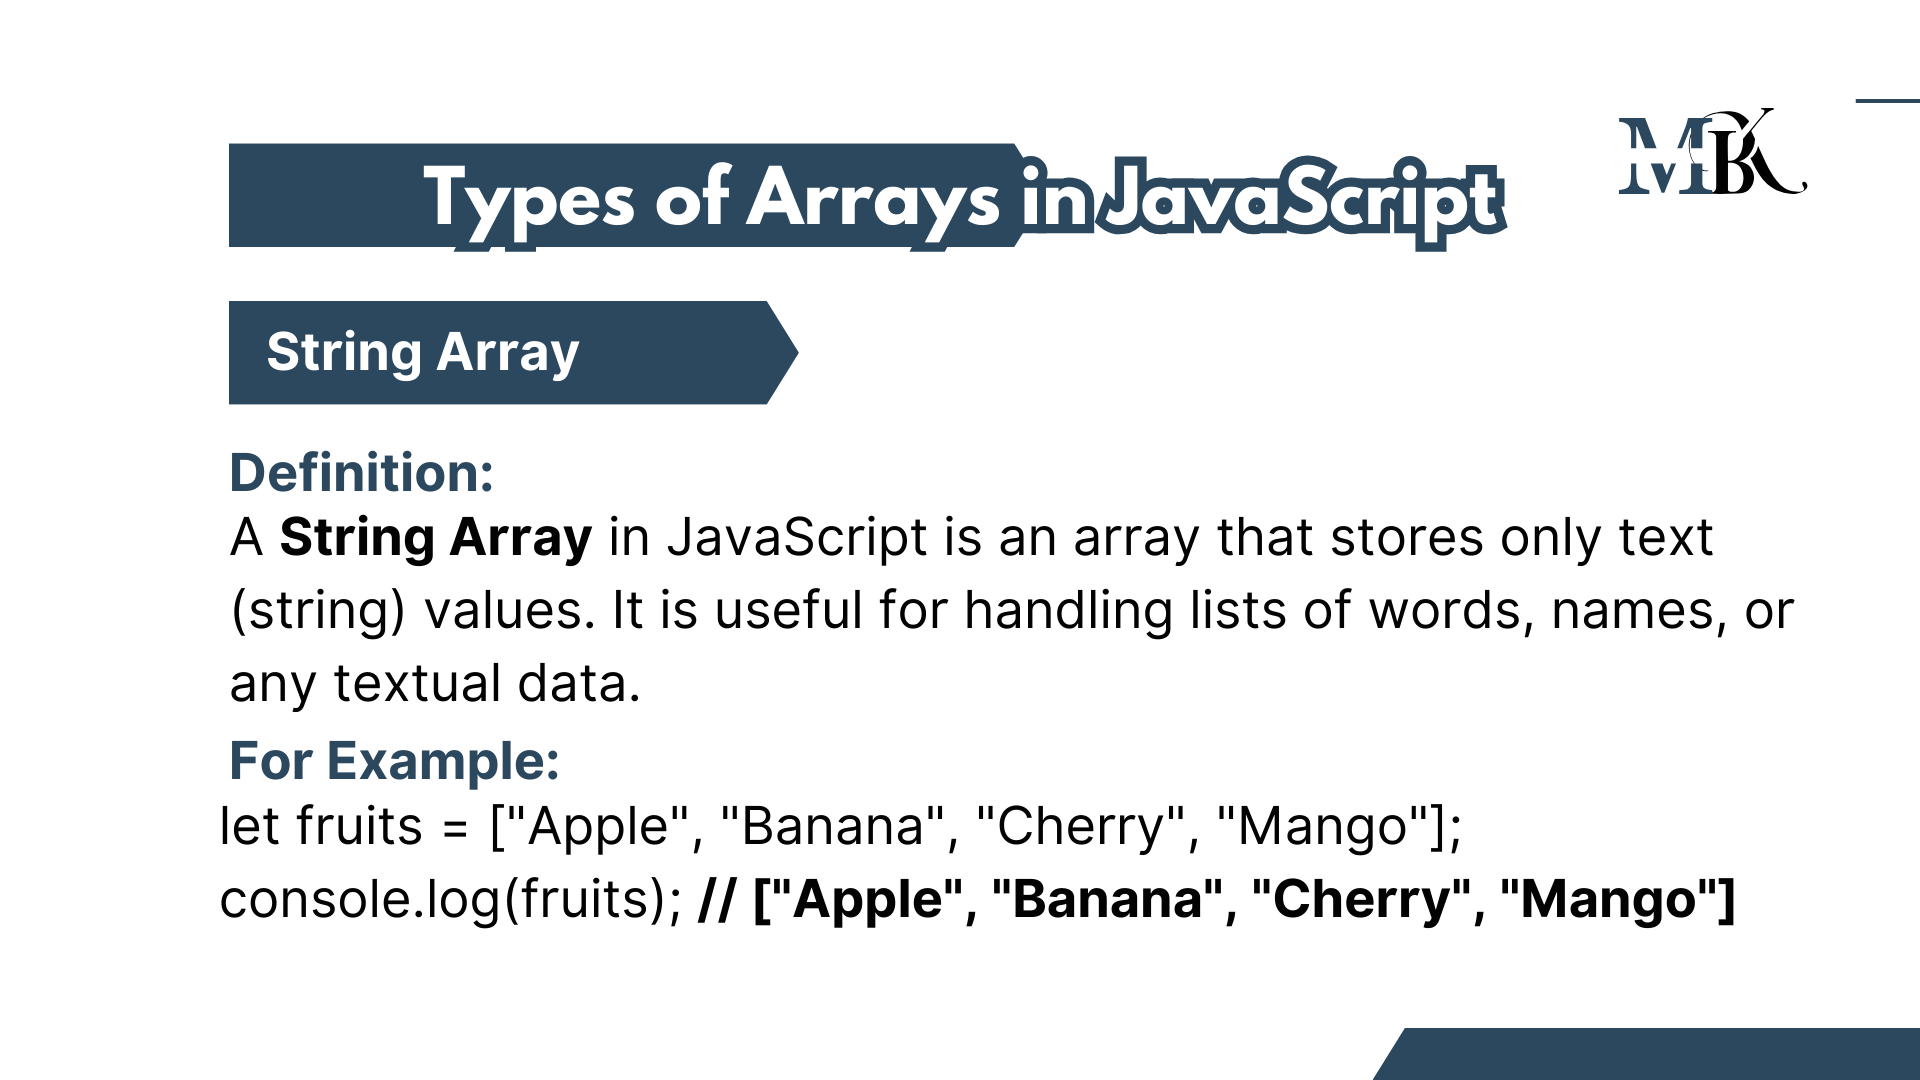 MBK
Types of Arrays in JavaScript
String Array
Definition:
A String Array in JavaScript is an array that stores only text
(string) values. It is useful for handling lists of words, names, or
any textual data.
For Example:
let fruits = ["Apple", "Banana", "Cherry", "Mango"];
console.log(fruits); // ["Apple", "Banana", "Cherry", "Mango"]